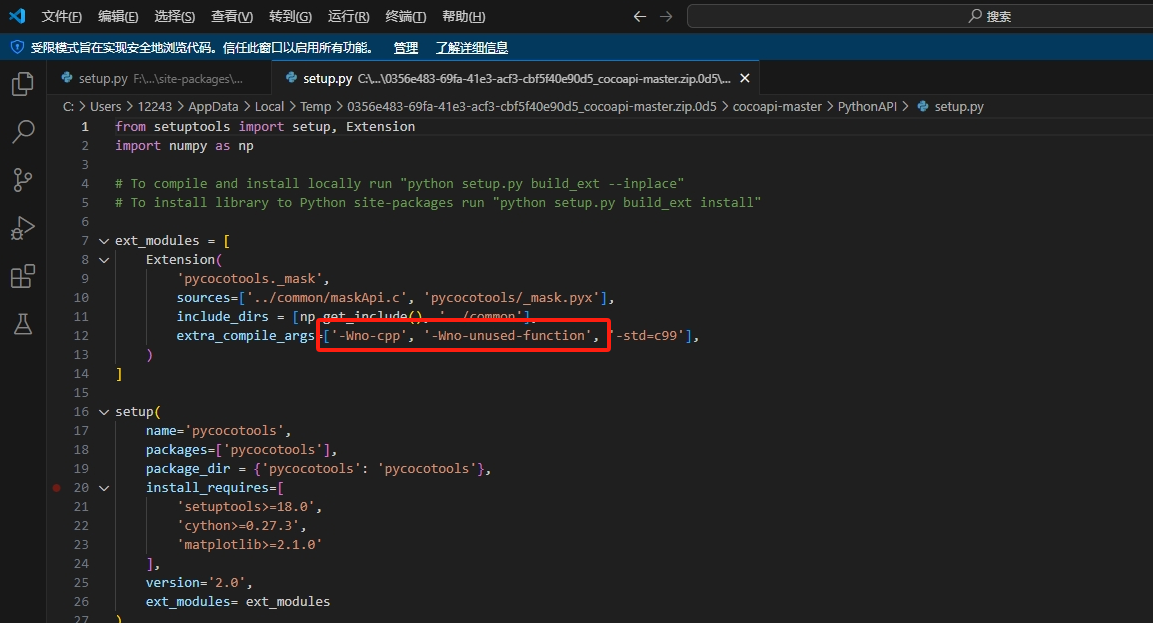 文件(F) 编辑(E) 选择(S) 查看(V) 转到(G) 运行(R) 终端(T) 帮助(H) 搜索
受限模式旨在实现安全地浏览代码。信任此窗口以启用所有功能。 管理 了解详细信息
setup.py F:\...\site-packages\... setup.py C:\...\0356e483-69fa-41e3-acf3-cbf5f40e90d5_cocoapi-master.zip.0d5\...
C: > Users > 12243 > AppData > Local > Temp > 0356e483-69fa-41e3-acf3-cbf5f40e90d5_cocoapi-master.zip.0d5 > cocoapi-master > PythonAPI > setup.py
1 from setuptools import setup, Extension
2 import numpy as np
3
4 # To compile and install locally run "python setup.py build_ext --inplace"
5 # To install library to Python site-packages run "python setup.py build_ext install"
6
7 ext_modules = [
8 Extension(
9 'pycocotools._mask',
10 sources=['../common/maskApi.c', 'pycocotools/_mask.pyx'],
11 include_dirs = [np.get_include(), '../common'],
12 extra_compile_args=['-Wno-cpp', '-Wno-unused-function', '-std=c99'],
13 )
14 ]
15
16 setup(
17 name='pycocotools',
18 packages=['pycocotools'],
19 package_dir = {'pycocotools': 'pycocotools'},
20 install_requires=[
21 'setuptools>=18.0',
22 'cython>=0.27.3',
23 'matplotlib>=2.1.0'
24 ],
25 version='2.0',
26 ext_modules= ext_modules
27 )